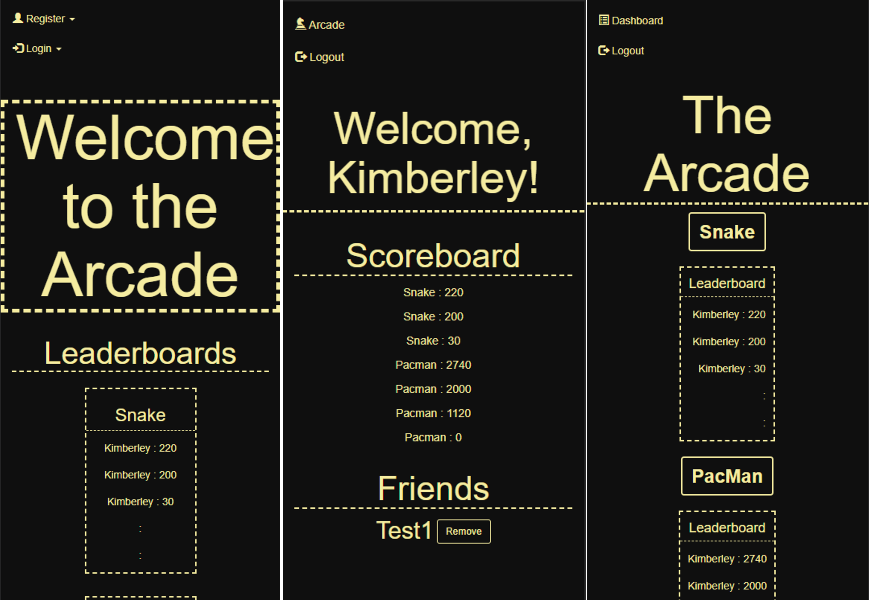 Register
Login
Welcome
to the
Arcade
Leaderboards
Snake
Kimberley : 220
Kimberley : 200
Kimberley : 30
:
:
Arcade
Logout
Welcome,
Kimberley!
Scoreboard
Snake : 220
Snake : 200
Snake : 30
Pacman : 2740
Pacman : 2000
Pacman : 1120
Pacman : 0
Friends
Test1 Remove
Dashboard
Logout
The
Arcade
Snake
Leaderboard
Kimberley : 220
Kimberley : 200
Kimberley : 30
:
:
PacMan
Leaderboard
Kimberley : 2740
Kimberley : 2000